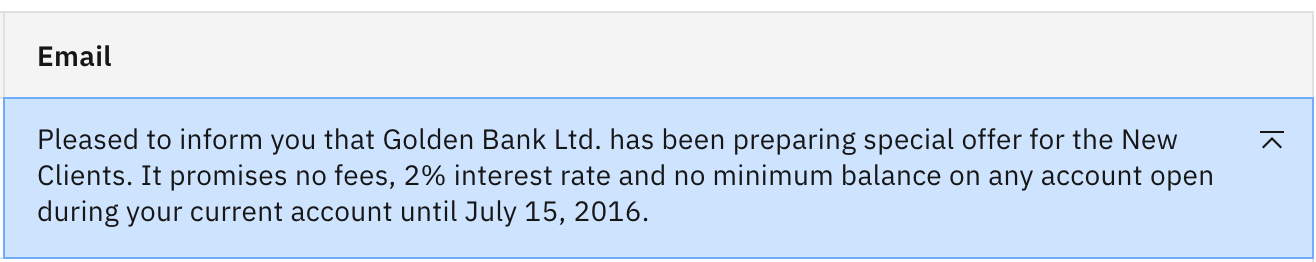 Email
Pleased to inform you that Golden Bank Ltd. has been preparing special offer for the New
Clients. It promises no fees, 2% interest rate and no minimum balance on any account open
during your current account until July 15, 2016.